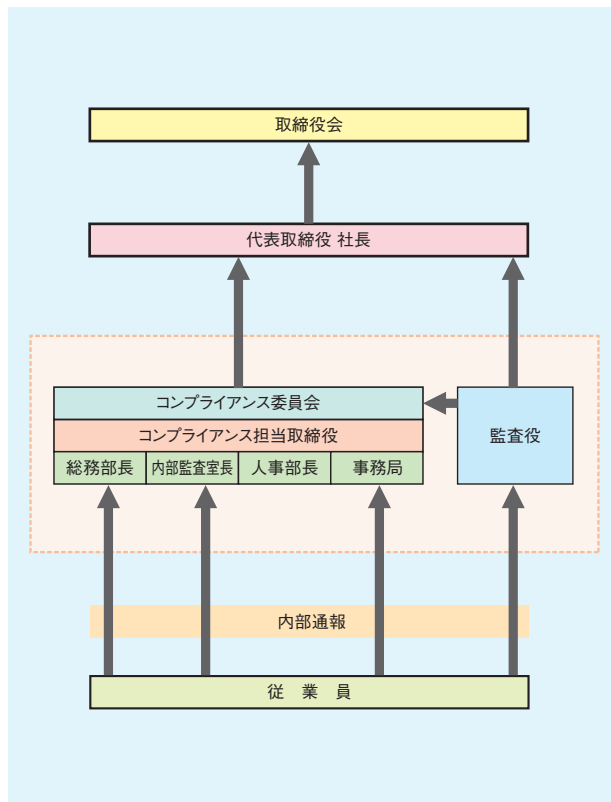 取締役会
代表取締役 社長
コンプライアンス委員会
コンプライアンス担当取締役
総務部長
内部監査室長
人事部長
事務局
監査役
内部通報
従 業 員